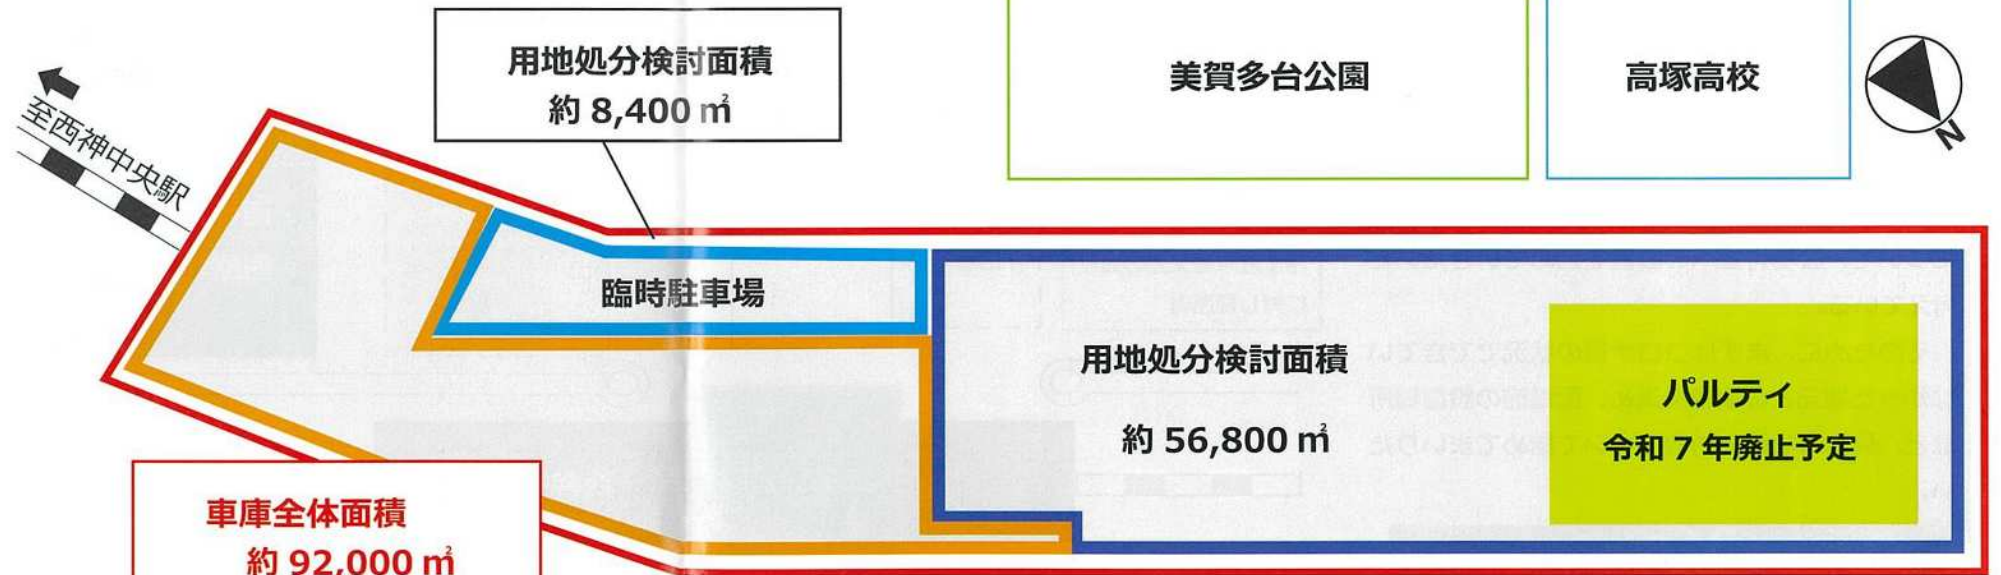 用地処分検討面積
約 8,400 ㎡
美賀多台公園
高塚高校
N
至西神中央駅
臨時駐車場
用地処分検討面積
約 56,800 ㎡
パルティ
令和 7 年廃止予定
車庫全体面積
約 92,000 ㎡